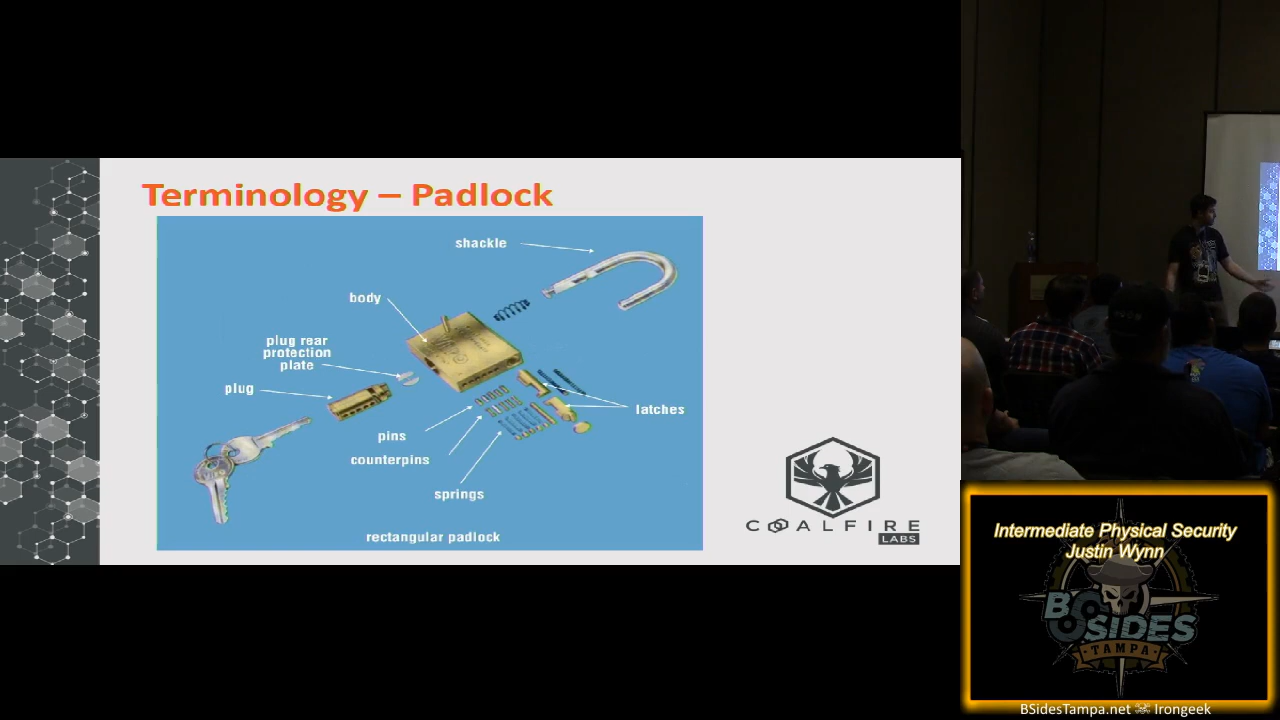 Terminology – Padlock
shackle
body
plug rear
protection
plate
plug
latches
pins
counterpins
springs
rectangular padlock
COALFIRE
LABS
Intermediate Physical Security
Justin Wynn
BSIDES
TAMPA
BSidesTampa.net ☠ Irongeek